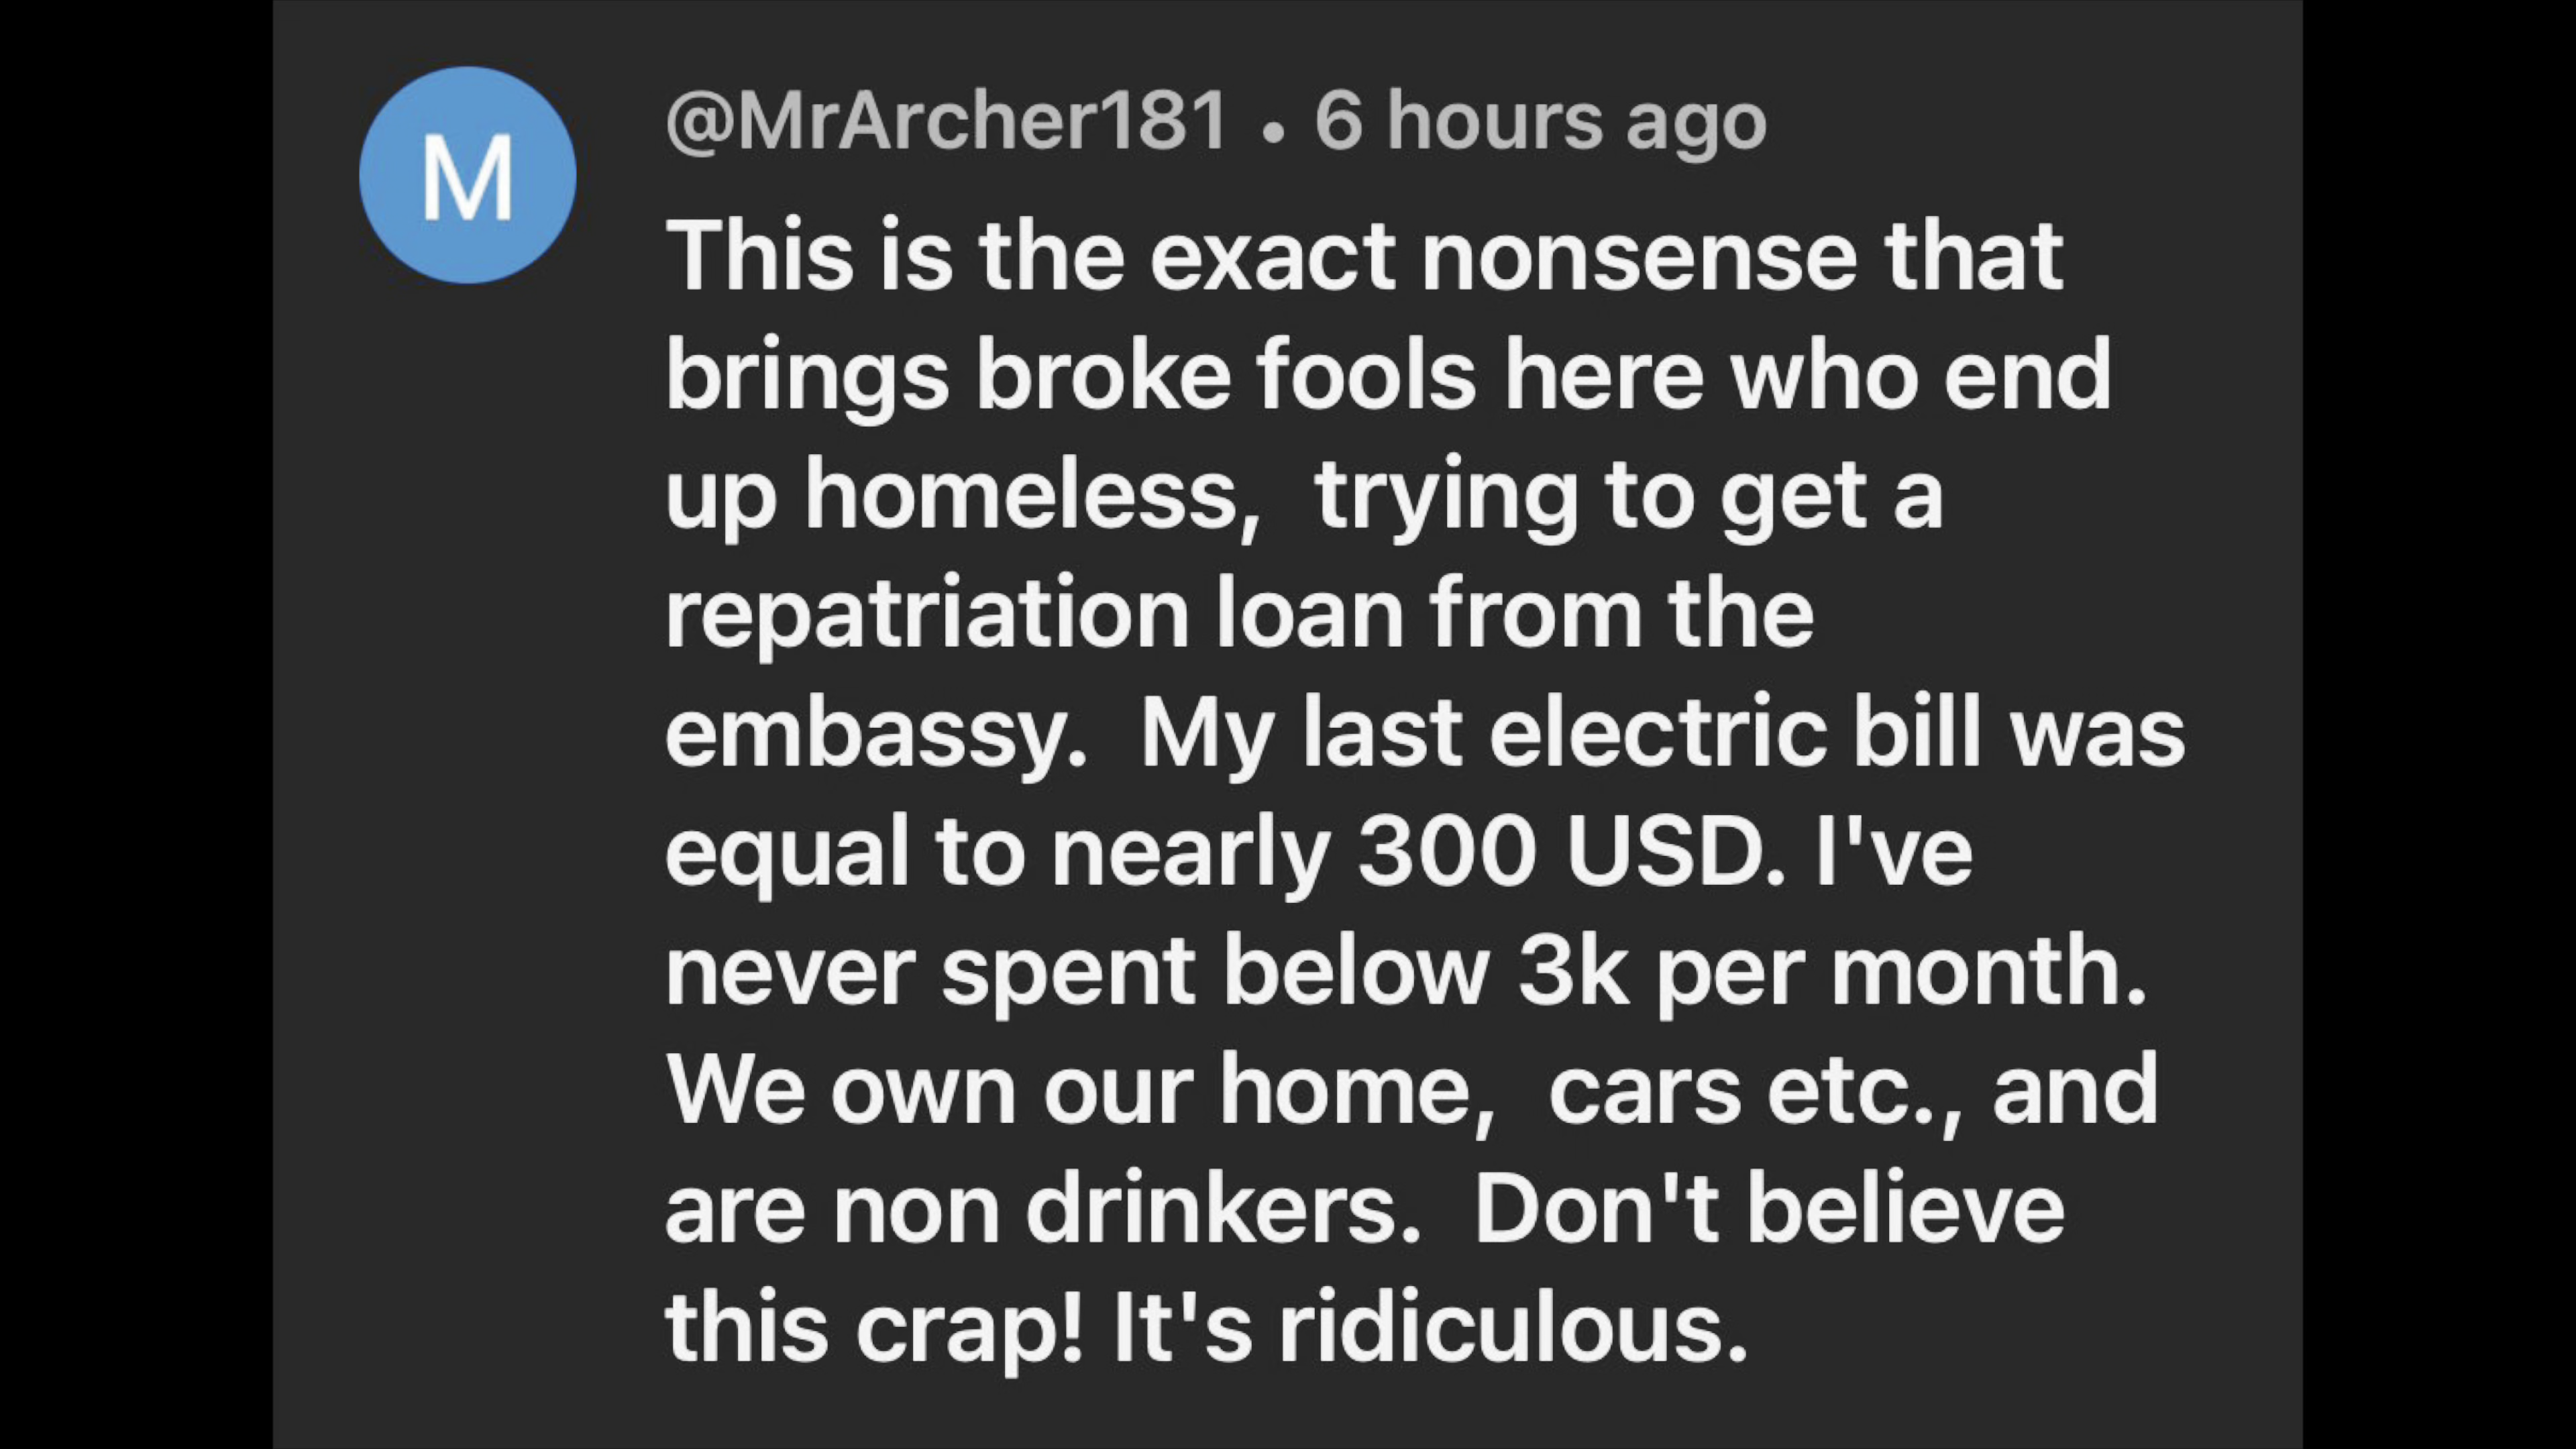 M
@MrArcher181 • 6 hours ago
This is the exact nonsense that
brings broke fools here who end
up homeless,  trying to get a
repatriation loan from the
embassy.  My last electric bill was
equal to nearly 300 USD. I've
never spent below 3k per month.
We own our home,  cars etc., and
are non drinkers.  Don't believe
this crap! It's ridiculous.